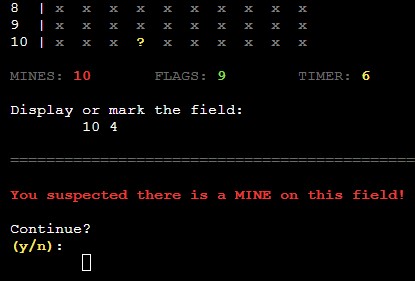 8 | x x x x x x x x x x
9 | x x x x x x x x x x
10 | x x x ? x x x x x x
MINES: 10 FLAGS: 9 TIMER: 6
Display or mark the field:
10 4
================================================
You suspected there is a MINE on this field!
Continue?
(y/n):